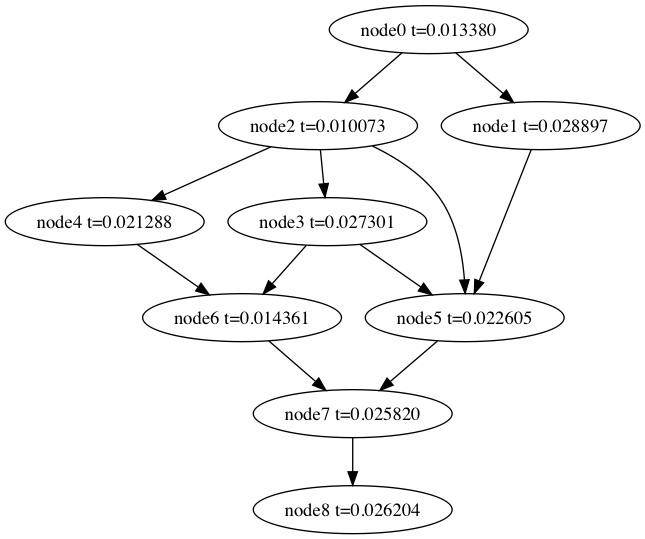 node0 t=0.013380
node2 t=0.010073
node1 t=0.028897
node4 t=0.021288
node3 t=0.027301
node6 t=0.014361
node5 t=0.022605
node7 t=0.025820
node8 t=0.026204